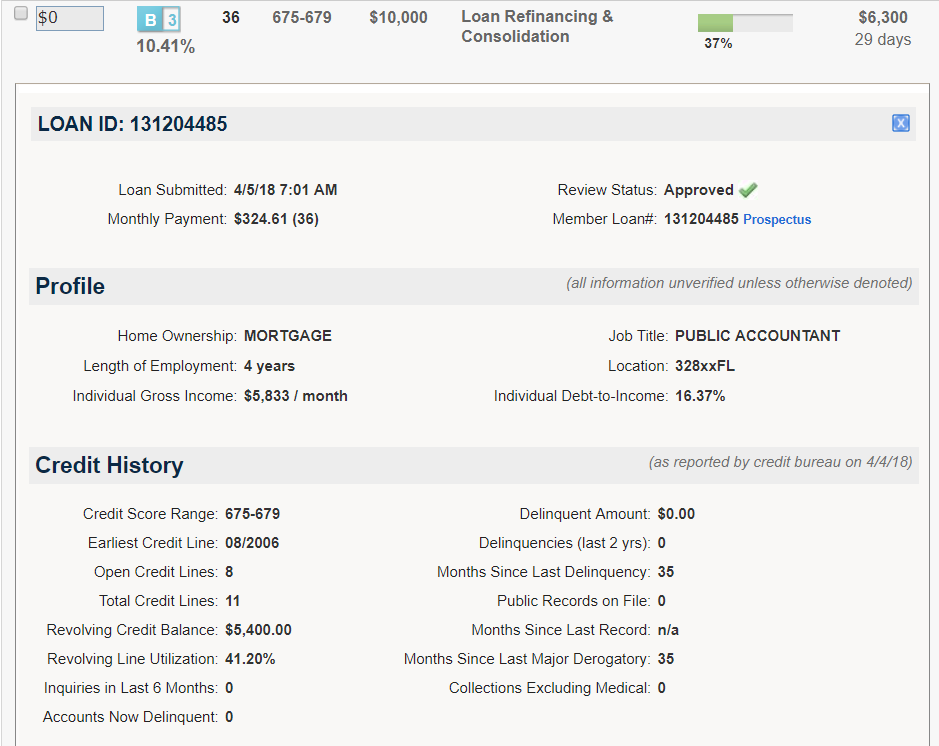 $0 B 3 36 675-679 $10,000 Loan Refinancing & $6,300
10.41% Consolidation 37% 29 days
LOAN ID: 131204485 X
Loan Submitted: 4/5/18 7:01 AM Review Status: Approved
Monthly Payment: $324.61 (36) Member Loan#: 131204485 Prospectus
Profile (all information unverified unless otherwise denoted)
Home Ownership: MORTGAGE Job Title: PUBLIC ACCOUNTANT
Length of Employment: 4 years Location: 328xxFL
Individual Gross Income: $5,833 / month Individual Debt-to-Income: 16.37%
Credit History (as reported by credit bureau on 4/4/18)
Credit Score Range: 675-679 Delinquent Amount: $0.00
Earliest Credit Line: 08/2006 Delinquencies (last 2 yrs): 0
Open Credit Lines: 8 Months Since Last Delinquency: 35
Total Credit Lines: 11 Public Records on File: 0
Revolving Credit Balance: $5,400.00 Months Since Last Record: n/a
Revolving Line Utilization: 41.20% Months Since Last Major Derogatory: 35
Inquiries in Last 6 Months: 0 Collections Excluding Medical: 0
Accounts Now Delinquent: 0